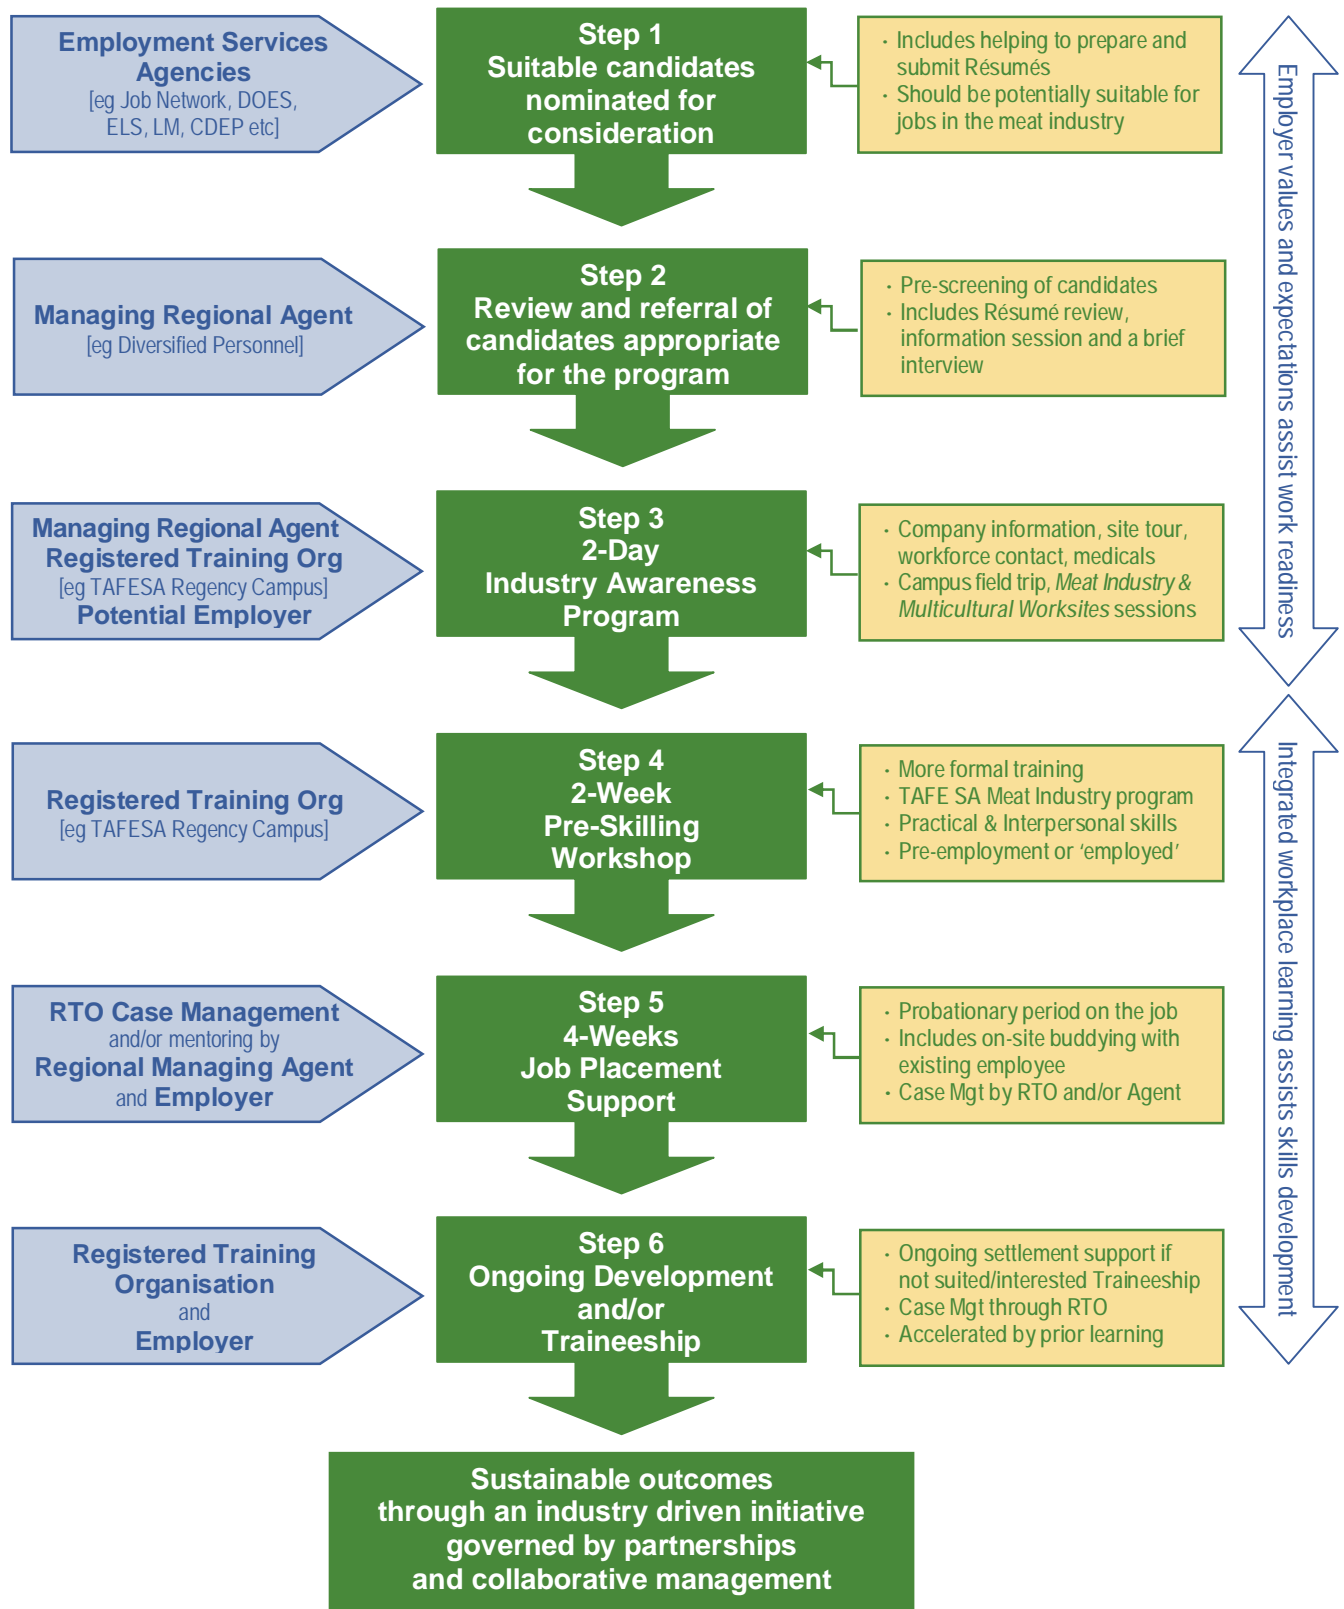 Employment Services
Agencies
[eg Job Network, DOES,
ELS, LM, CDEP etc]
Step 1
Suitable candidates
nominated for
consideration
· Includes helping to prepare and
submit Résumés
· Should be potentially suitable for
jobs in the meat industry
Managing Regional Agent
[eg Diversified Personnel]
Step 2
Review and referral of
candidates appropriate
for the program
· Pre-screening of candidates
· Includes Résumé review,
information session and a brief
interview
Managing Regional Agent
Registered Training Org
[eg TAFESA Regency Campus]
Potential Employer
Step 3
2-Day
Industry Awareness
Program
· Company information, site tour,
workforce contact, medicals
· Campus field trip, Meat Industry &
Multicultural Worksites sessions
Employer values and expectations assist work readiness
Registered Training Org
[eg TAFESA Regency Campus]
Step 4
2-Week
Pre-Skilling
Workshop
· More formal training
· TAFE SA Meat Industry program
· Practical & Interpersonal skills
· Pre-employment or ‘employed’
RTO Case Management
and/or mentoring by
Regional Managing Agent
and Employer
Step 5
4-Weeks
Job Placement
Support
· Probationary period on the job
· Includes on-site buddying with
existing employee
· Case Mgt by RTO and/or Agent
Registered Training
Organisation
and
Employer
Step 6
Ongoing Development
and/or
Traineeship
· Ongoing settlement support if
not suited/interested Traineeship
· Case Mgt through RTO
· Accelerated by prior learning
Integrated workplace learning assists skills development
Sustainable outcomes
through an industry driven initiative
governed by partnerships
and collaborative management